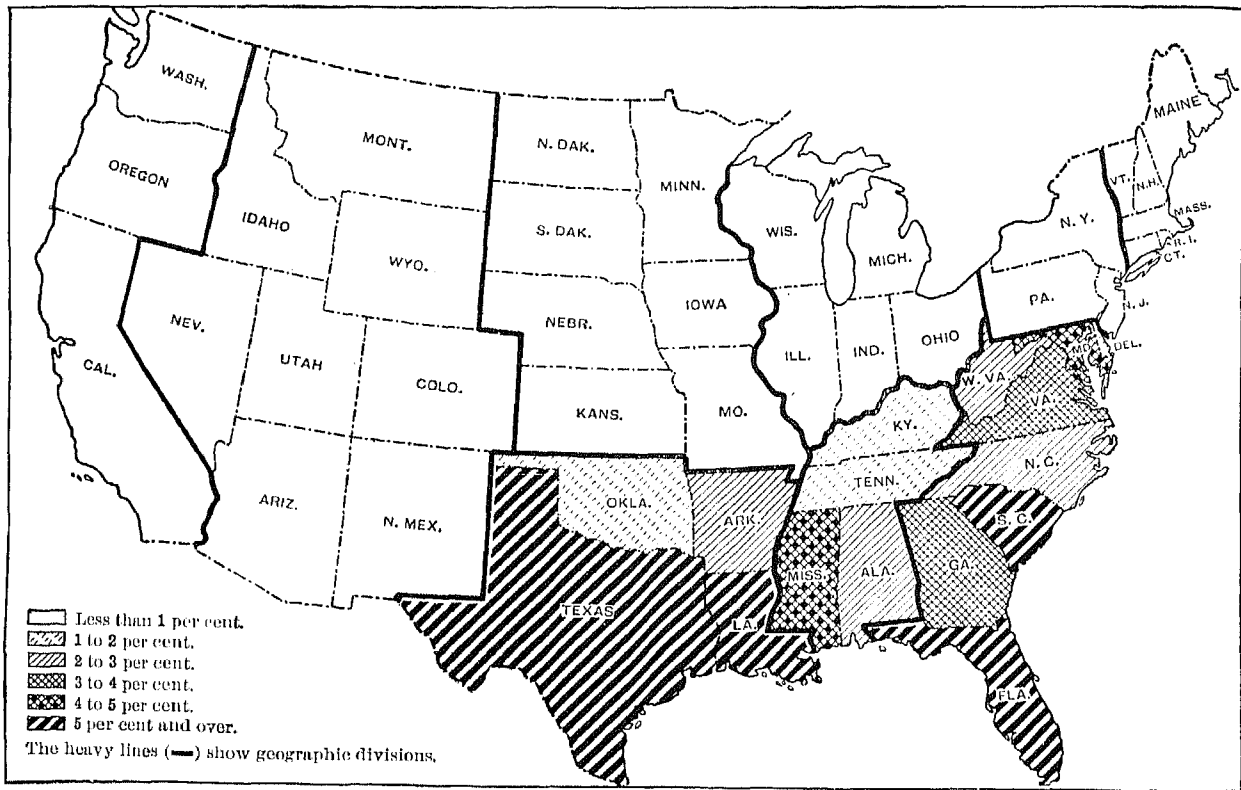 WASH.
MONT.
N. DAK.
MINN.
MAINE
OREGON
IDAHO
S. DAK.
WIS.
MICH.
N. Y.
VT.
N.H.
MASS.
R. I.
CT.
WYO.
IOWA
NEBR.
PA.
N. J.
NEV.
UTAH
COLO.
ILL.
IND.
OHIO
MD.
DEL.
CAL.
KANS.
MO.
W. VA.
VA.
KY.
N. C.
TENN.
ARIZ.
N. MEX.
OKLA.
ARK.
S. C.
MISS.
ALA.
GA.
TEXAS
LA.
FLA.
Less than 1 per cent.
1 to 2 per cent.
2 to 3 per cent.
3 to 4 per cent.
4 to 5 per cent.
5 per cent and over.
The heavy lines (▬) show geographic divisions.